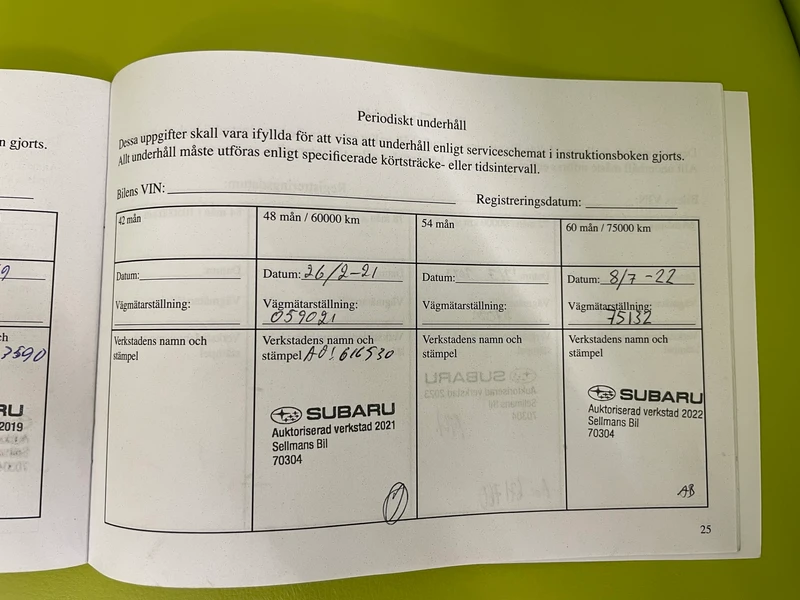 n gjorts.
9
h
3590
RU
2019
Periodiskt underhåll
Dessa uppgifter skall vara ifyllda för att visa att underhåll enligt serviceschemat i instruktionsboken gjorts.
Allt underhåll måste utföras enligt specificerade körtsträcke- eller tidsintervall.
Bilens VIN:
Registreringsdatum:
42 mån
Datum:
Vägmätarställning:
Verkstadens namn och
stämpel
48 mån / 60000 km
Datum: 26/2-21
Vägmätarställning:
059021
Verkstadens namn och
stämpel AO! 616530
SUBARU
Auktoriserad verkstad 2021
Sellmans Bil
70304
54 mån
Datum:
Vägmätarställning:
Verkstadens namn och
stämpel
60 mån / 75000 km
Datum: 8/7-22
Vägmätarställning:
75132
Verkstadens namn och
stämpel
SUBARU
Auktoriserad verkstad 2022
Sellmans Bil
70304
AB
25